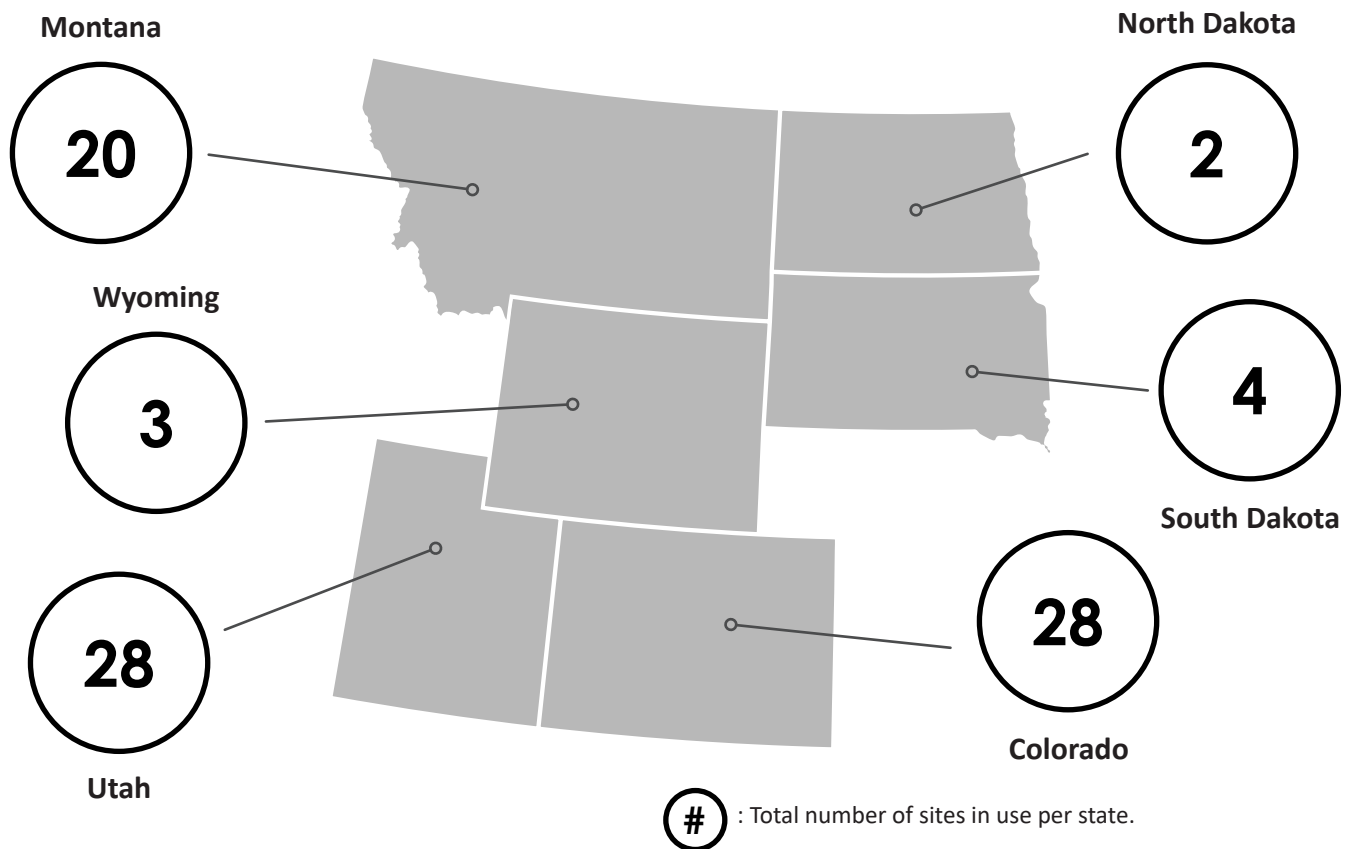 Montana
20
North Dakota
2
Wyoming
3
4
South Dakota
28
Utah
28
Colorado
# : Total number of sites in use per state.